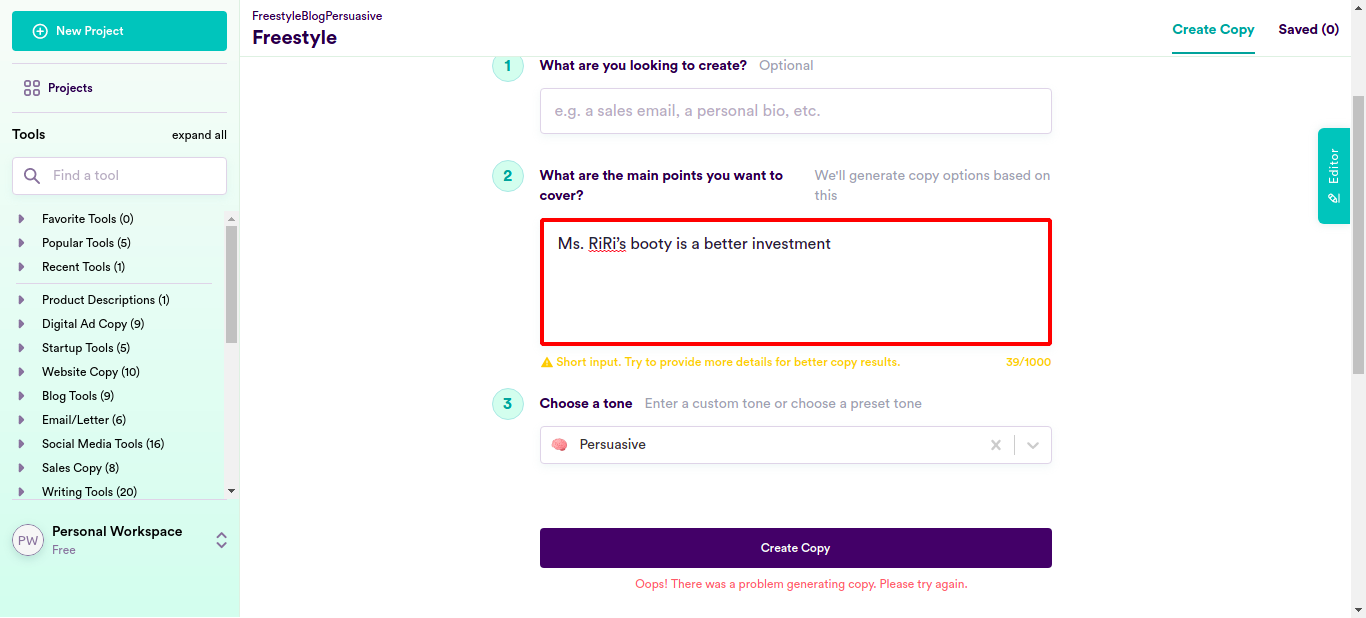 New Project
Projects
Tools
expand all
Find a tool
Favorite Tools (0)
Popular Tools (5)
Recent Tools (1)
Product Descriptions (1)
Digital Ad Copy (9)
Startup Tools (5)
Website Copy (10)
Blog Tools (9)
Email/Letter (6)
Social Media Tools (16)
Sales Copy (8)
Writing Tools (20)
PW
Personal Workspace
Free
FreestyleBlogPersuasive
Freestyle
Create Copy
Saved (0)
1
What are you looking to create?
Optional
e.g. a sales email, a personal bio, etc.
2
What are the main points you want to
cover?
We'll generate copy options based on
this
Ms. RiRi's booty is a better investment
Short input. Try to provide more details for better copy results.
39/1000
3
Choose a tone
Enter a custom tone or choose a preset tone
Persuasive
Create Copy
Oops! There was a problem generating copy. Please try again.
Editor